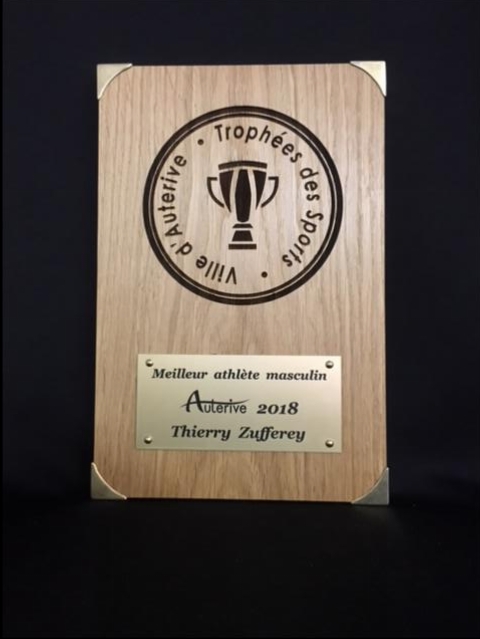 Trophées des Sports • Ville d'Auterive •
Meilleur athlète masculin
Auterive 2018
Thierry Zufferey